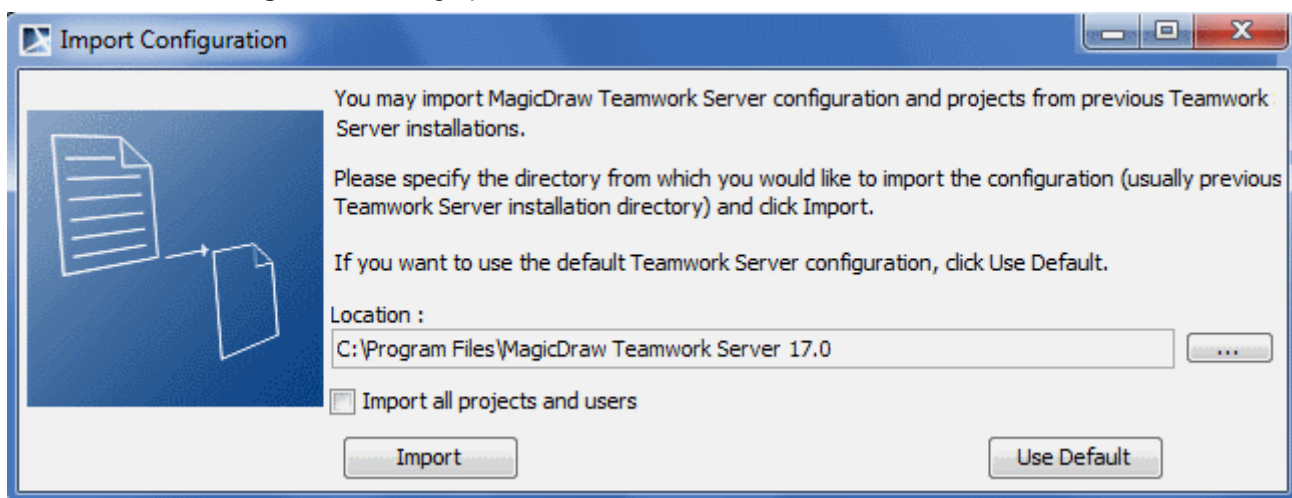 Import Configuration
You may import MagicDraw Teamwork Server configuration and projects from previous Teamwork
Server installations.
Please specify the directory from which you would like to import the configuration (usually previous
Teamwork Server installation directory) and click Import.
If you want to use the default Teamwork Server configuration, click Use Default.
Location :
C:\Program Files\MagicDraw Teamwork Server 17.0
...
Import all projects and users
Import
Use Default